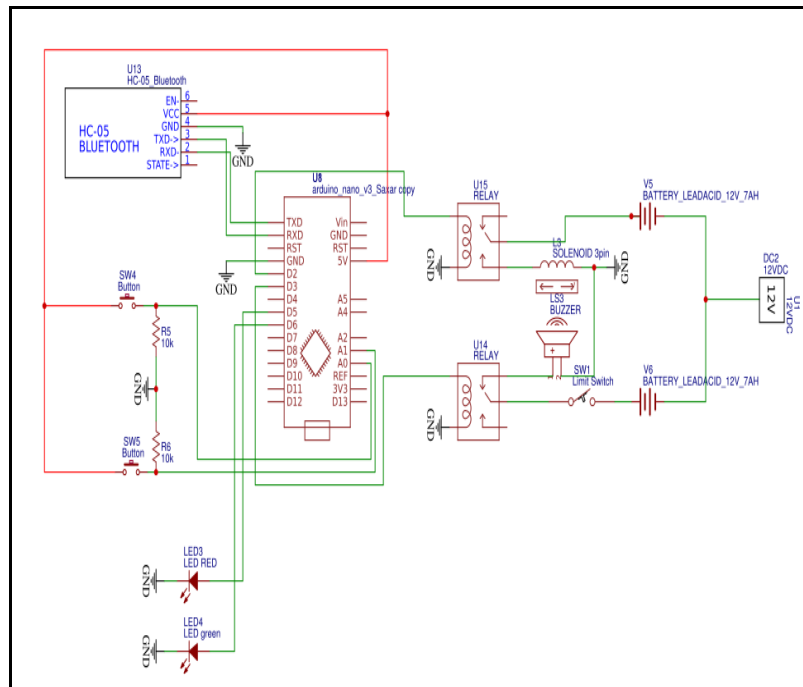 U13
HC-05_Bluetooth
HC-05
BLUETOOTH
EN- 6
VCC 5
GND 4
TXD-> 3
RXD- 2
STATE-> 1
GND
U8
arduino_nano_v3_Saxar copy
TXD
RXD
RST
GND
D2
D3
D4
D5
D6
D7
D8
D9
D10
D11
D12
Vin
GND
RST
5V
A5
A4
A2
A1
A0
REF
3V3
D13
GND
U15
RELAY
GND
V5
BATTERY_LEADACID_12V_7AH
L3
SOLENOID 3pin
GND
LS3
BUZZER
DC2
12VDC
12V
U1
12VDC
SW4
Button
R5
10k
GND
R6
10k
SW5
Button
U14
RELAY
GND
SW1
Limit Switch
V6
BATTERY_LEADACID_12V_7AH
LED3
LED RED
GND
LED4
LED green
GND